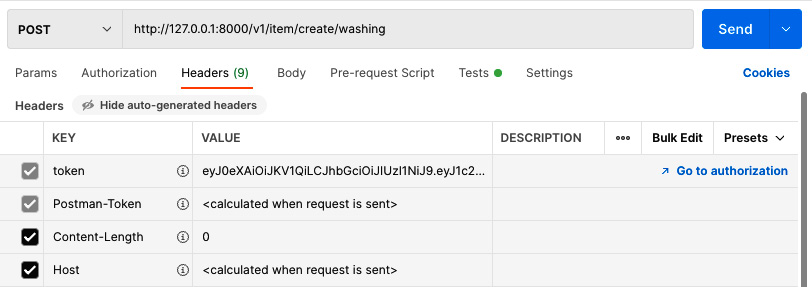 POST http://127.0.0.1:8000/v1/item/create/washing Send
Params Authorization Headers (9) Body Pre-request Script Tests Settings Cookies
Headers Hide auto-generated headers
KEY VALUE DESCRIPTION ••• Bulk Edit Presets
token eyJ0eXAiOiJKV1QiLCJhbGciOiJIUzI1NiJ9.eyJ1c2... Go to authorization
Postman-Token <calculated when request is sent>
Content-Length 0
Host <calculated when request is sent>